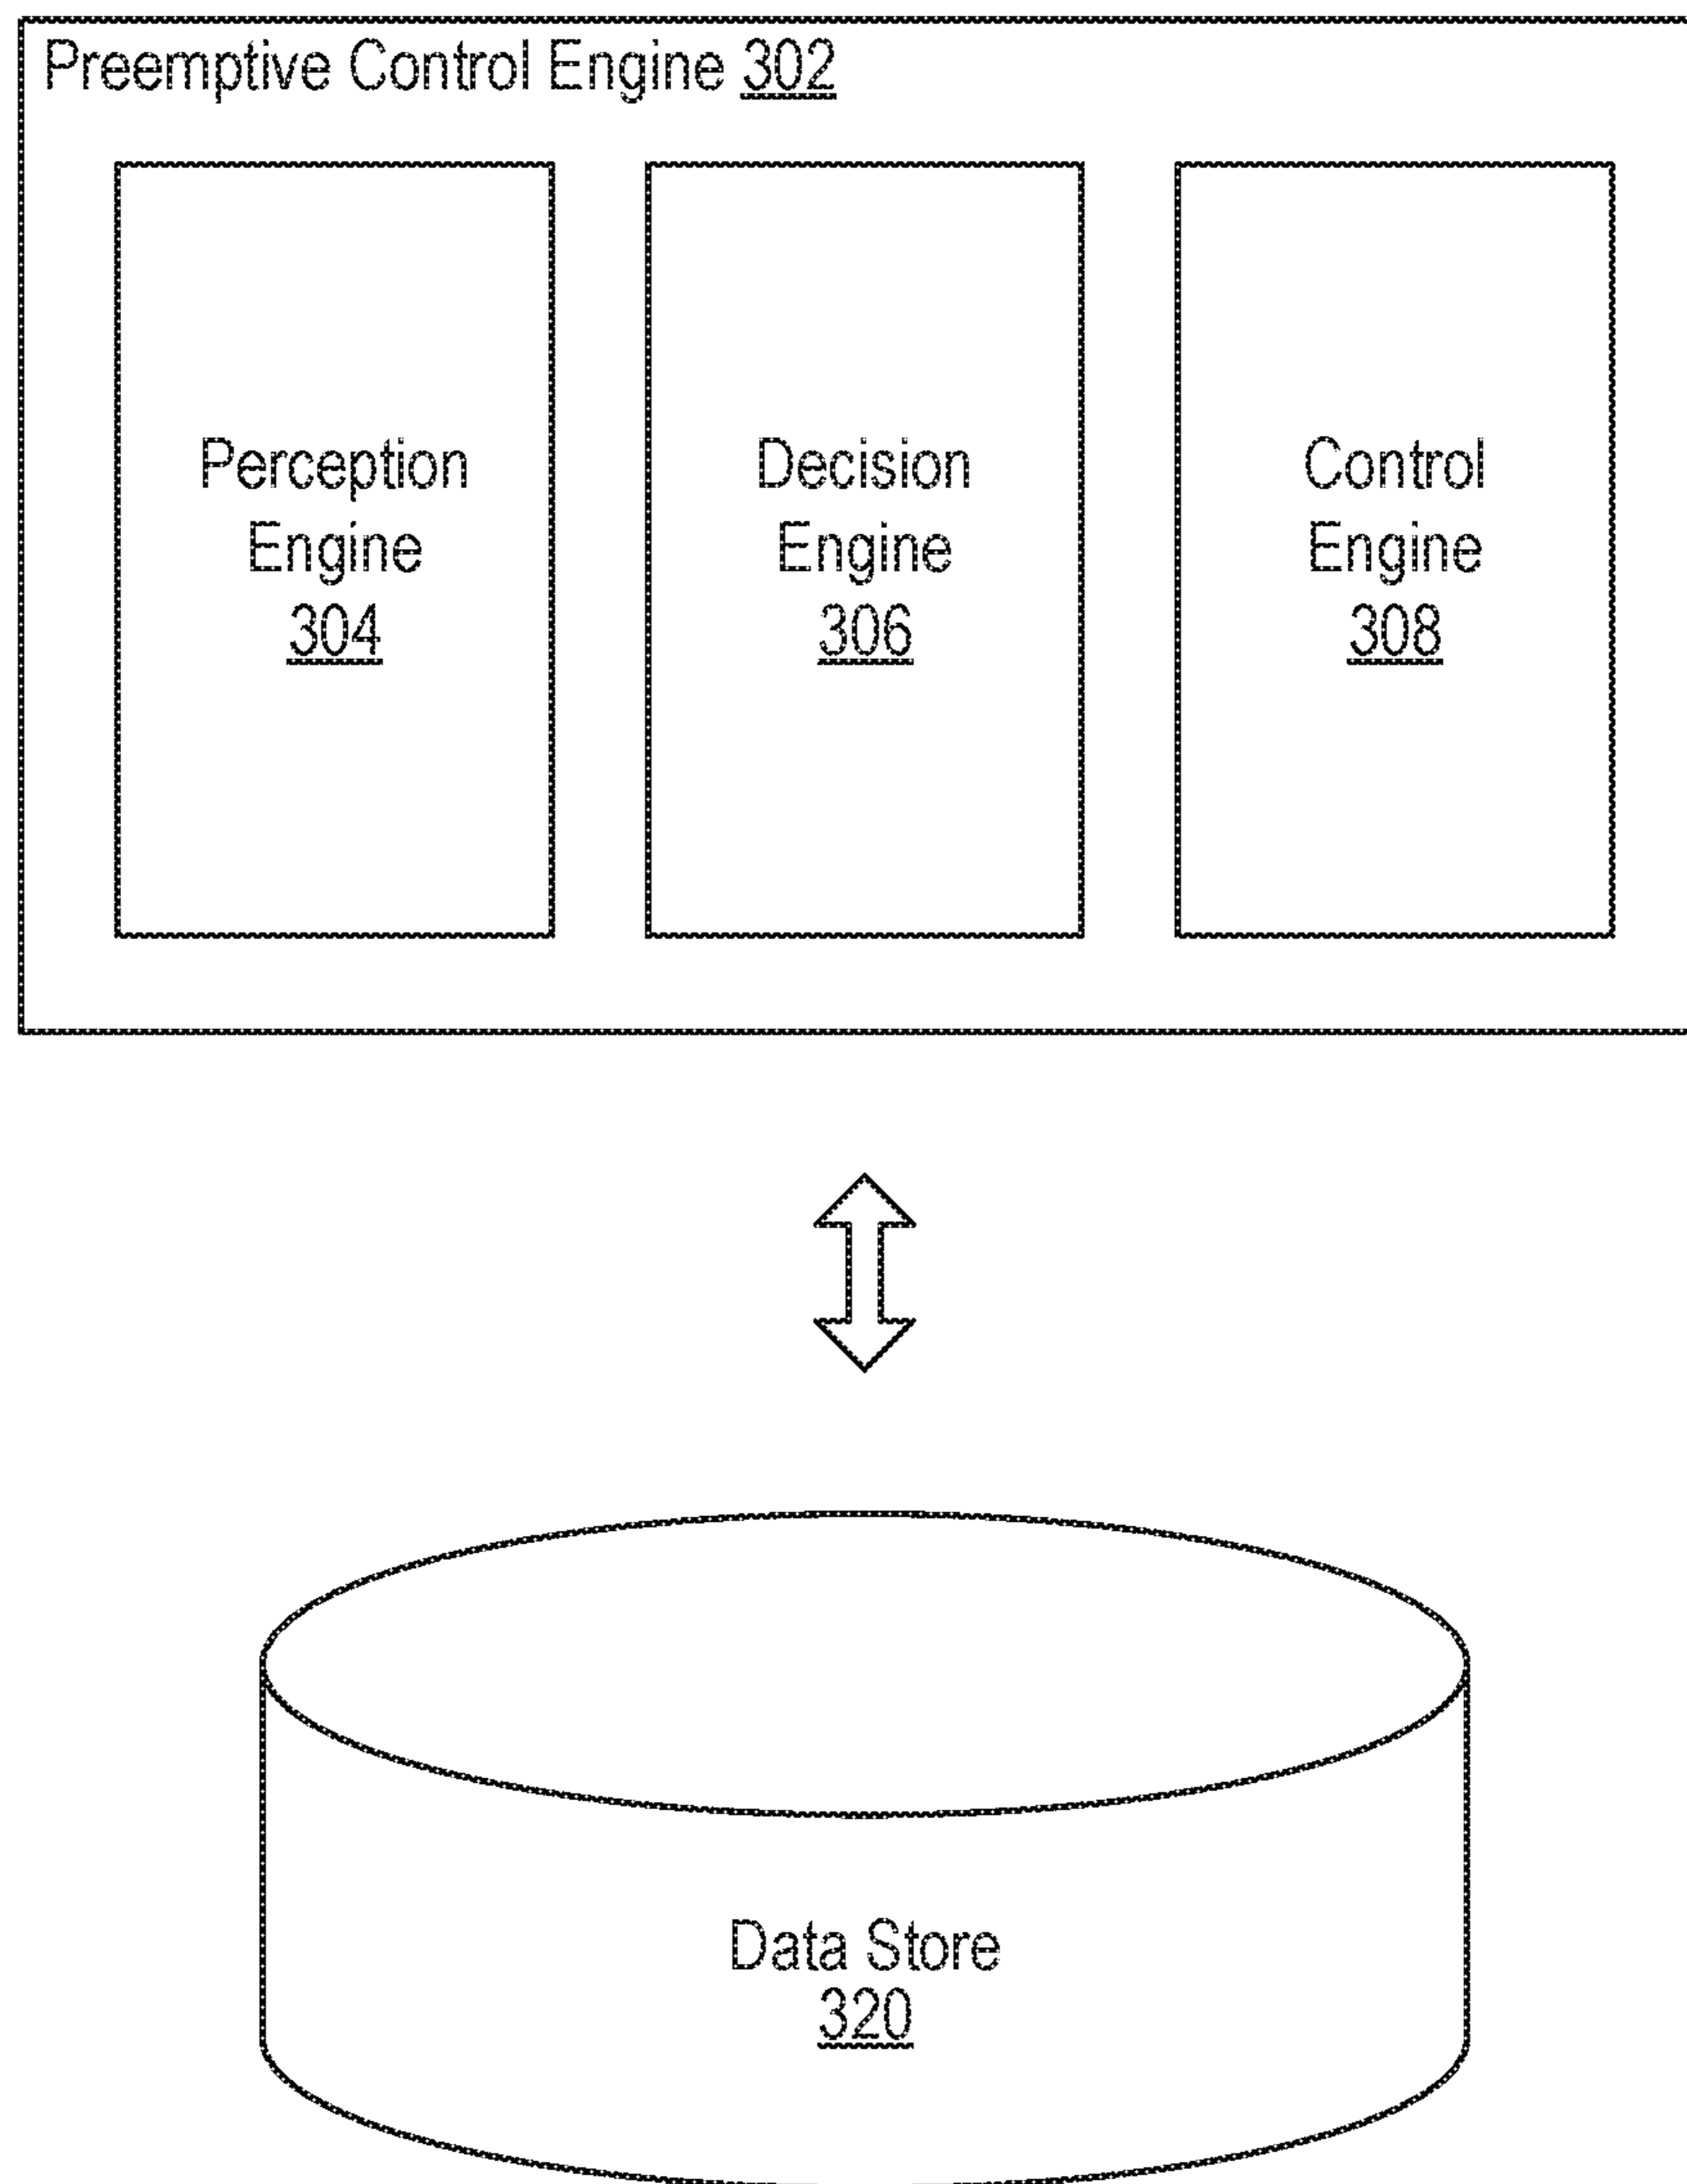 Preemptive Control Engine 302
Perception
Engine
304
Decision
Engine
306
Control
Engine
308
Data Store
320